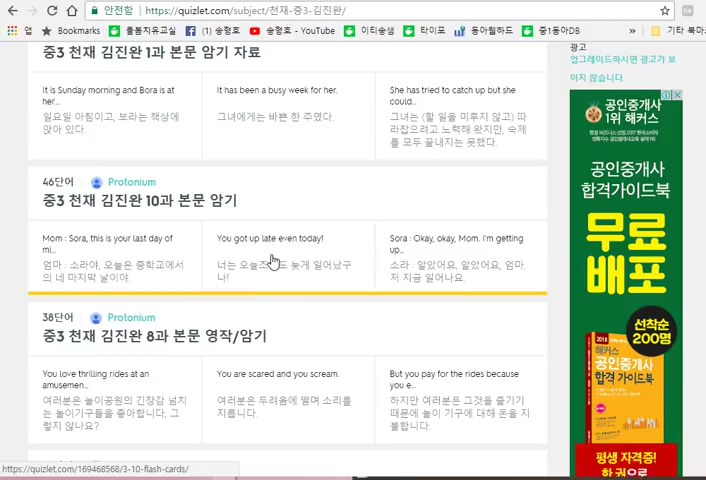 안전함 | https://quizlet.com/subject/천재-중3-김진완/
앱 Bookmarks 풀봄지유교실 (1) 송형호 송형호 - YouTube 이티숑샘 타이포 동아웰하드 중1동아DB » 기타 북마크
광고
업그레이드하시면 광고가 보
이지 않습니다.
중3 천재 김진완 1과 본문 암기 자료
It is Sunday morning and Bora is at
her...
일요일 아침이고, 보라는 책상에
앉아 있다.
It has been a busy week for her.
그녀에게는 바쁜 한 주였다.
She has tried to catch up but she
could...
그녀는 (할 일을 미루지 않고) 따
라잡으려고 노력해 왔지만, 숙제
를 모두 끝내지는 못했다.
46단어 Protonium
중3 천재 김진완 10과 본문 암기
Mom : Sora, this is your last day of
mi...
엄마 : 소라야, 오늘은 중학교에서
의 네 마지막 날이야.
You got up late even today!
너는 오늘조차도 늦게 일어났구
나!
Sora : Okay, okay, Mom. I'm getting
up...
소라 : 알았어요, 알았어요, 엄마.
저 지금 일어나요.
38단어 Protonium
중3 천재 김진완 8과 본문 영작/암기
You love thrilling rides at an
amusemen...
여러분은 놀이공원의 긴장감 넘치
는 놀이기구들을 좋아합니다, 그
렇지 않나요?
You are scared and you scream.
여러분은 두려움에 떨며 소리를
지릅니다.
But you pay for the rides because
you e...
하지만 여러분은 그것을 즐기기
때문에 놀이 기구에 대해 돈을 지
불합니다.
공인중개사
1위 해커스
공인중개사
합격가이드북
무료
배포
선착순
200명
2018
해커스
공인중개사
합격 가이드북
평생 자격증!
한 권으로
https://quizlet.com/169468568/3-10-flash-cards/